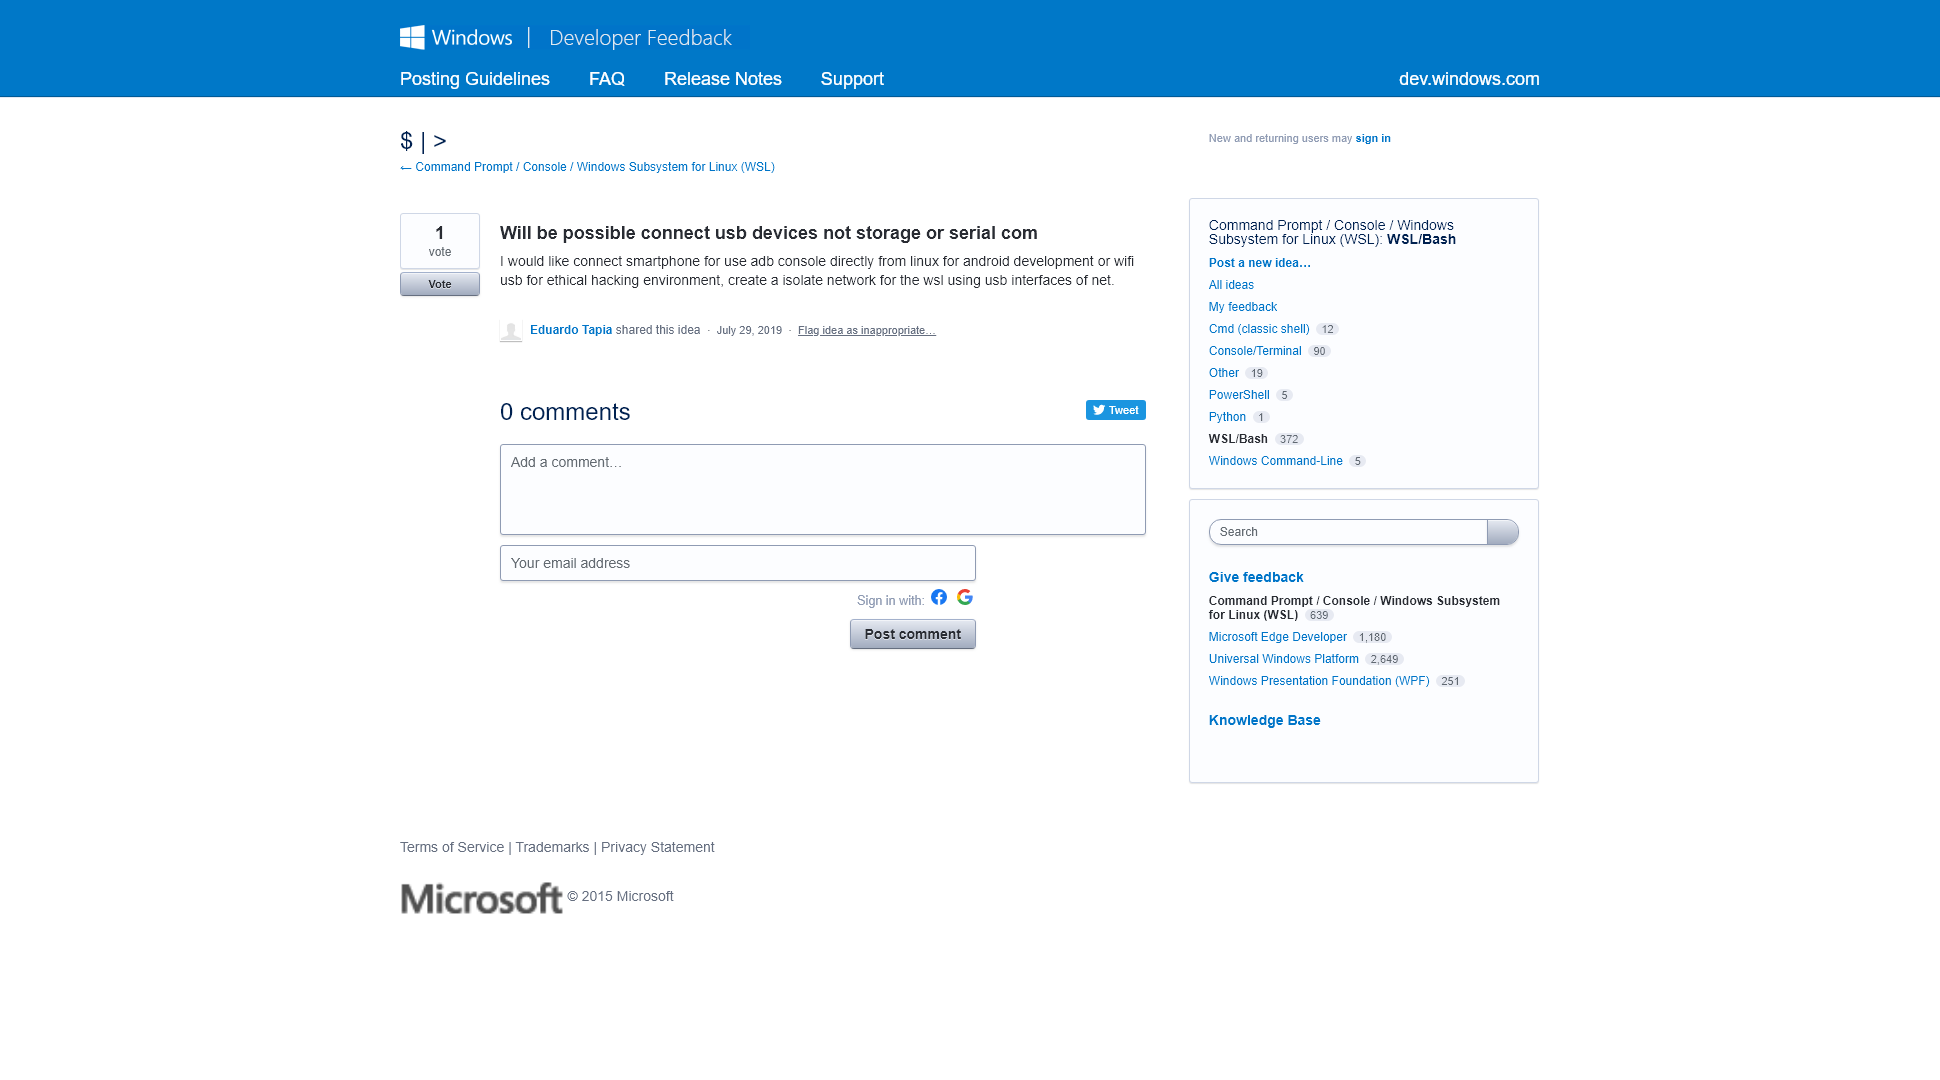 Windows | Developer Feedback
Posting Guidelines FAQ Release Notes Support dev.windows.com
$ | >
← Command Prompt / Console / Windows Subsystem for Linux (WSL)
New and returning users may sign in
1
vote
Vote
Will be possible connect usb devices not storage or serial com
I would like connect smartphone for use adb console directly from linux for android development or wifi
usb for ethical hacking environment, create a isolate network for the wsl using usb interfaces of net.
Eduardo Tapia shared this idea · July 29, 2019 · Flag idea as inappropriate…
0 comments
Tweet
Add a comment…
Your email address
Sign in with:
Post comment
Command Prompt / Console / Windows
Subsystem for Linux (WSL): WSL/Bash
Post a new idea…
All ideas
My feedback
Cmd (classic shell) 12
Console/Terminal 90
Other 19
PowerShell 5
Python 1
WSL/Bash 372
Windows Command-Line 5
Search
Give feedback
Command Prompt / Console / Windows Subsystem
for Linux (WSL) 639
Microsoft Edge Developer 1,180
Universal Windows Platform 2,649
Windows Presentation Foundation (WPF) 251
Knowledge Base
Terms of Service | Trademarks | Privacy Statement
Microsoft © 2015 Microsoft